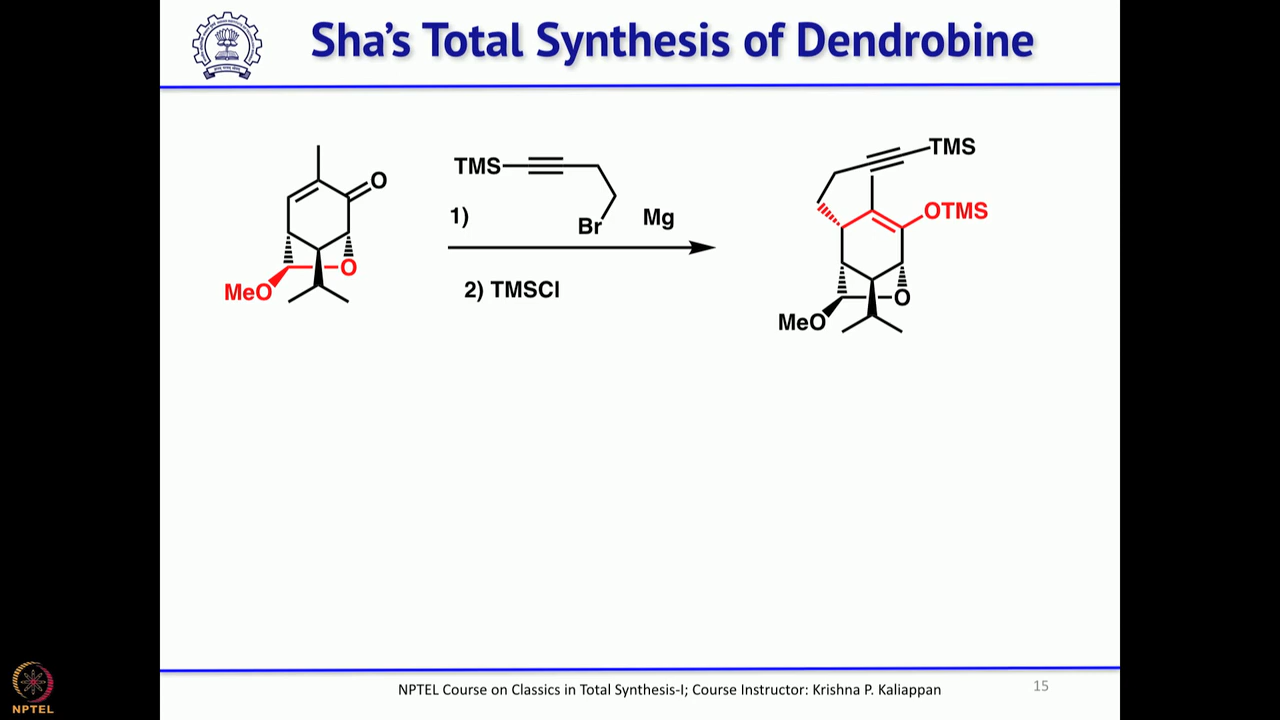 Sha's Total Synthesis of Dendrobine
O
MeO
O
TMS
1)
Br
Mg
2) TMSCl
TMS
OTMS
O
MeO
NPTEL
NPTEL Course on Classics in Total Synthesis-I; Course Instructor: Krishna P. Kaliappan
15